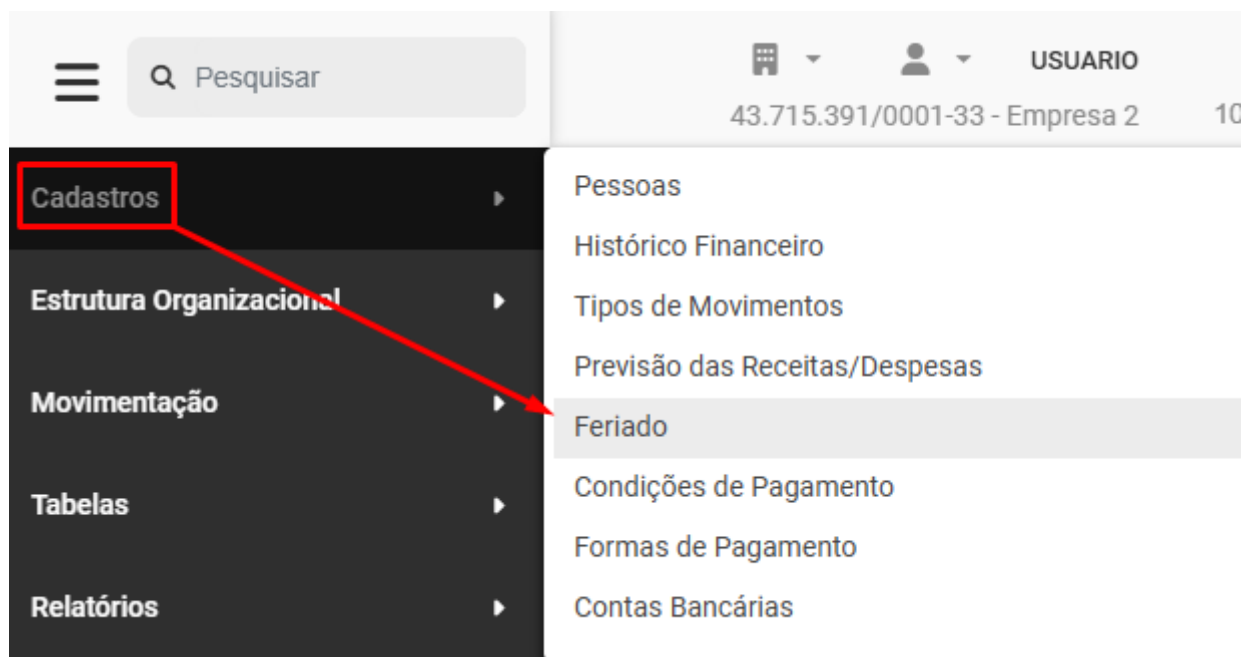 Pesquisar
USUARIO
43.715.391/0001-33 - Empresa 2
10
Cadastros
Estrutura Organizacional
Movimentação
Tabelas
Relatórios
Pessoas
Histórico Financeiro
Tipos de Movimentos
Previsão das Receitas/Despesas
Feriado
Condições de Pagamento
Formas de Pagamento
Contas Bancárias